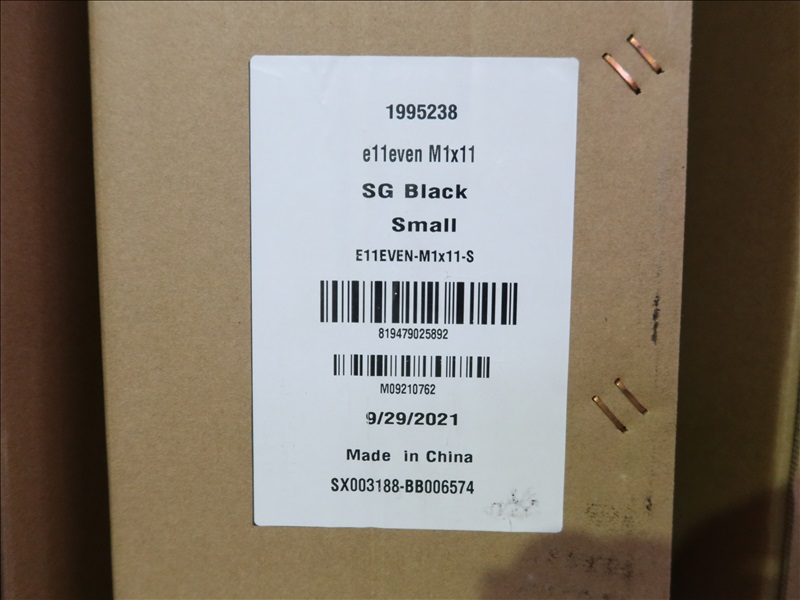 1995238
e11even M1x11
SG Black
Small
E11EVEN-M1x11-S
819479025892
M09210762
9/29/2021
Made in China
SX003188-BB006574